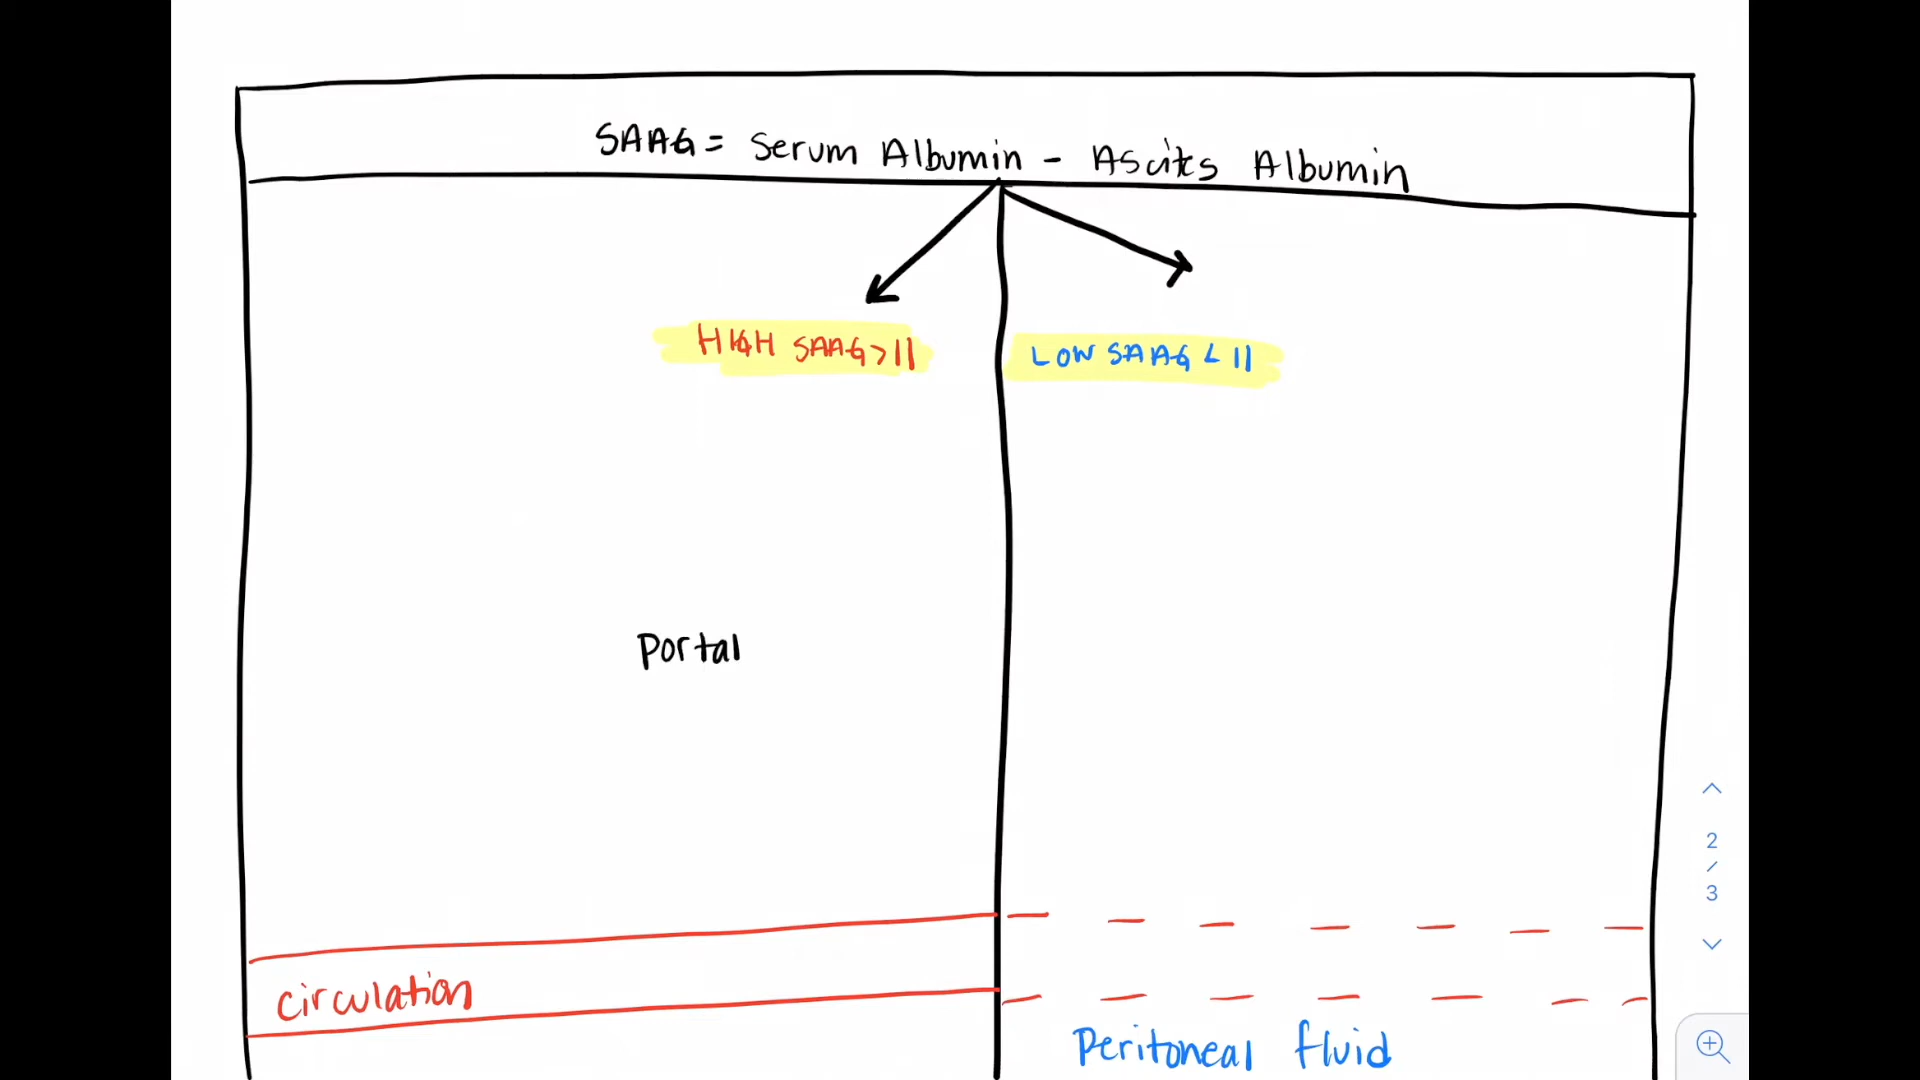 SAAG = Serum Albumin - Ascites Albumin
HIGH SAAG > 11
LOW SAAG < 11
Portal
circulation
Peritoneal fluid
2
/
3